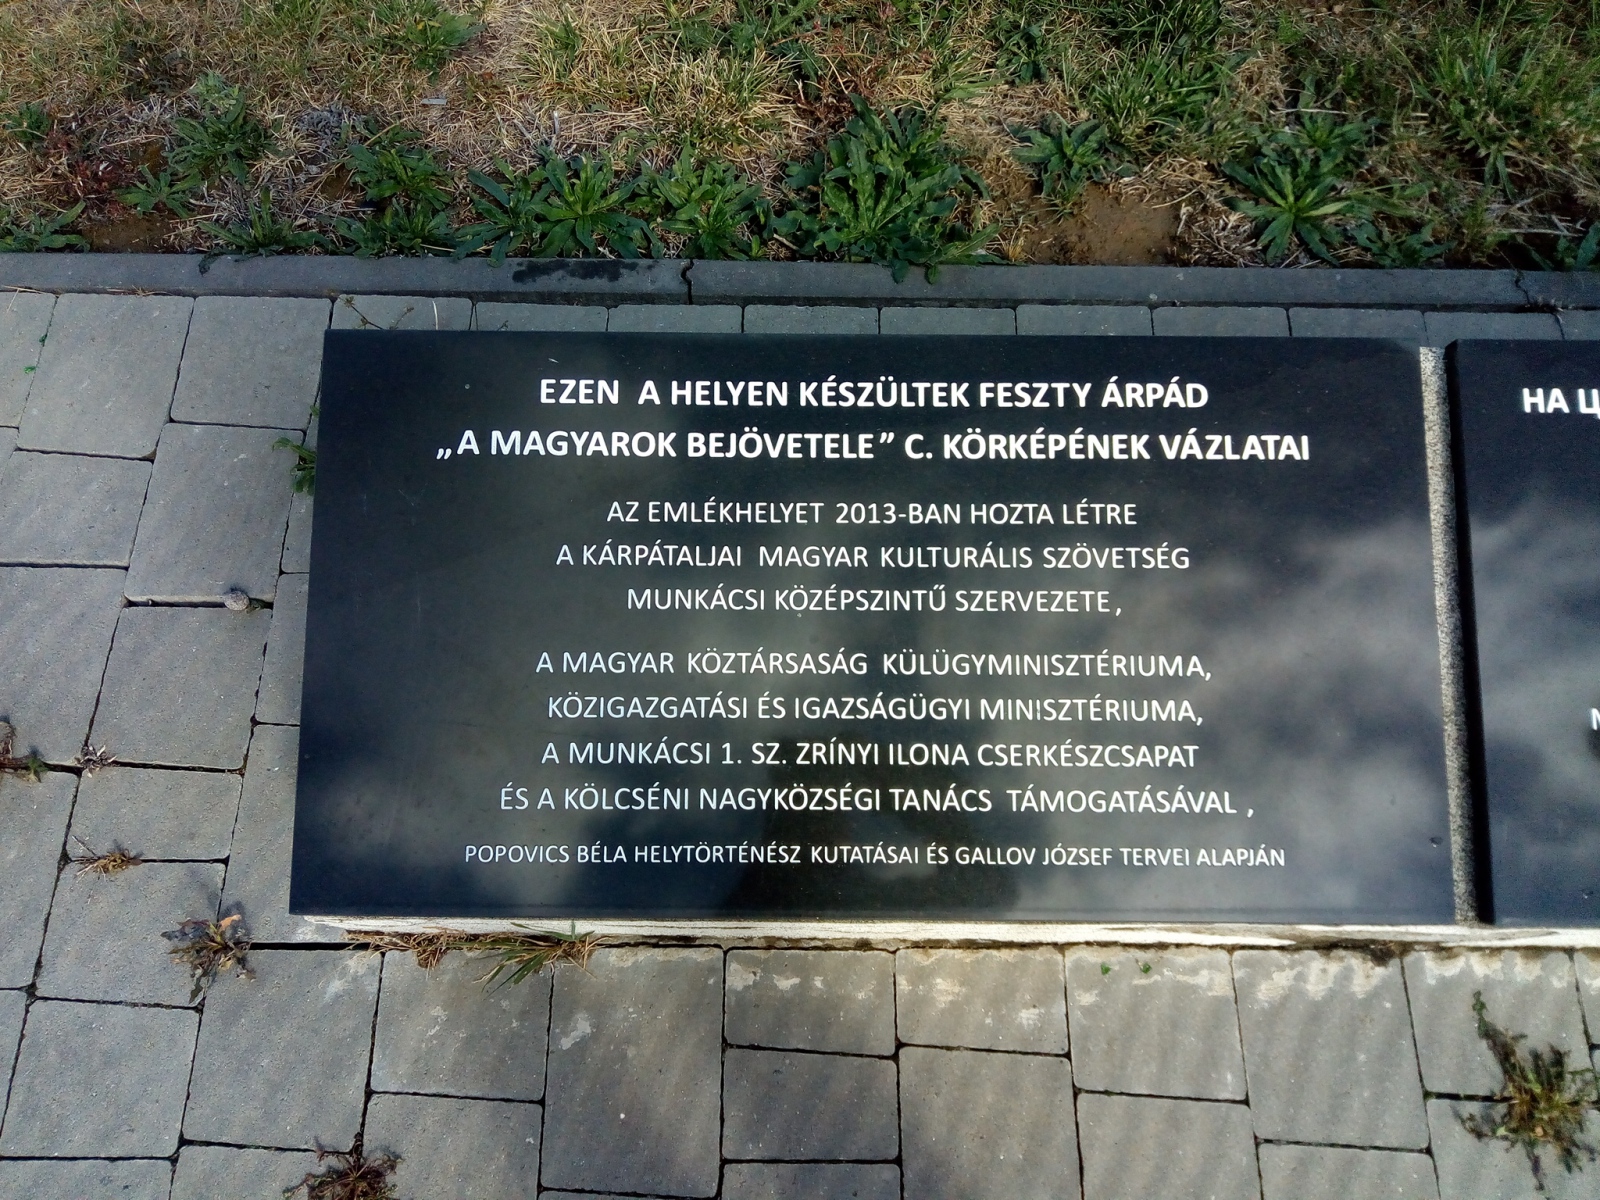 EZEN A HELYEN KÉSZÜLTEK FESZTY ÁRPÁD
„A MAGYAROK BEJÖVETELE" C. KÖRKÉPÉNEK VÁZLATAI
AZ EMLÉKHELYET 2013-BAN HOZTA LÉTRE
A KÁRPÁTALJAI MAGYAR KULTURÁLIS SZÖVETSÉG
MUNKÁCSI KÖZÉPSZINTŰ SZERVEZETE,
A MAGYAR KÖZTÁRSASÁG KÜLÜGYMINISZTÉRIUMA,
KÖZIGAZGATÁSI ÉS IGAZSÁGÜGYI MINISZTÉRIUMA,
A MUNKÁCSI 1. SZ. ZRÍNYI ILONA CSERKÉSZCSAPAT
ÉS A KÖLCSÉNI NAGYKÖZSÉGI TANÁCS TÁMOGATÁSÁVAL,
POPOVICS BÉLA HELYTÖRTÉNÉSZ KUTATÁSAI ÉS GALLOV JÓZSEF TERVEI ALAPJÁN
НА